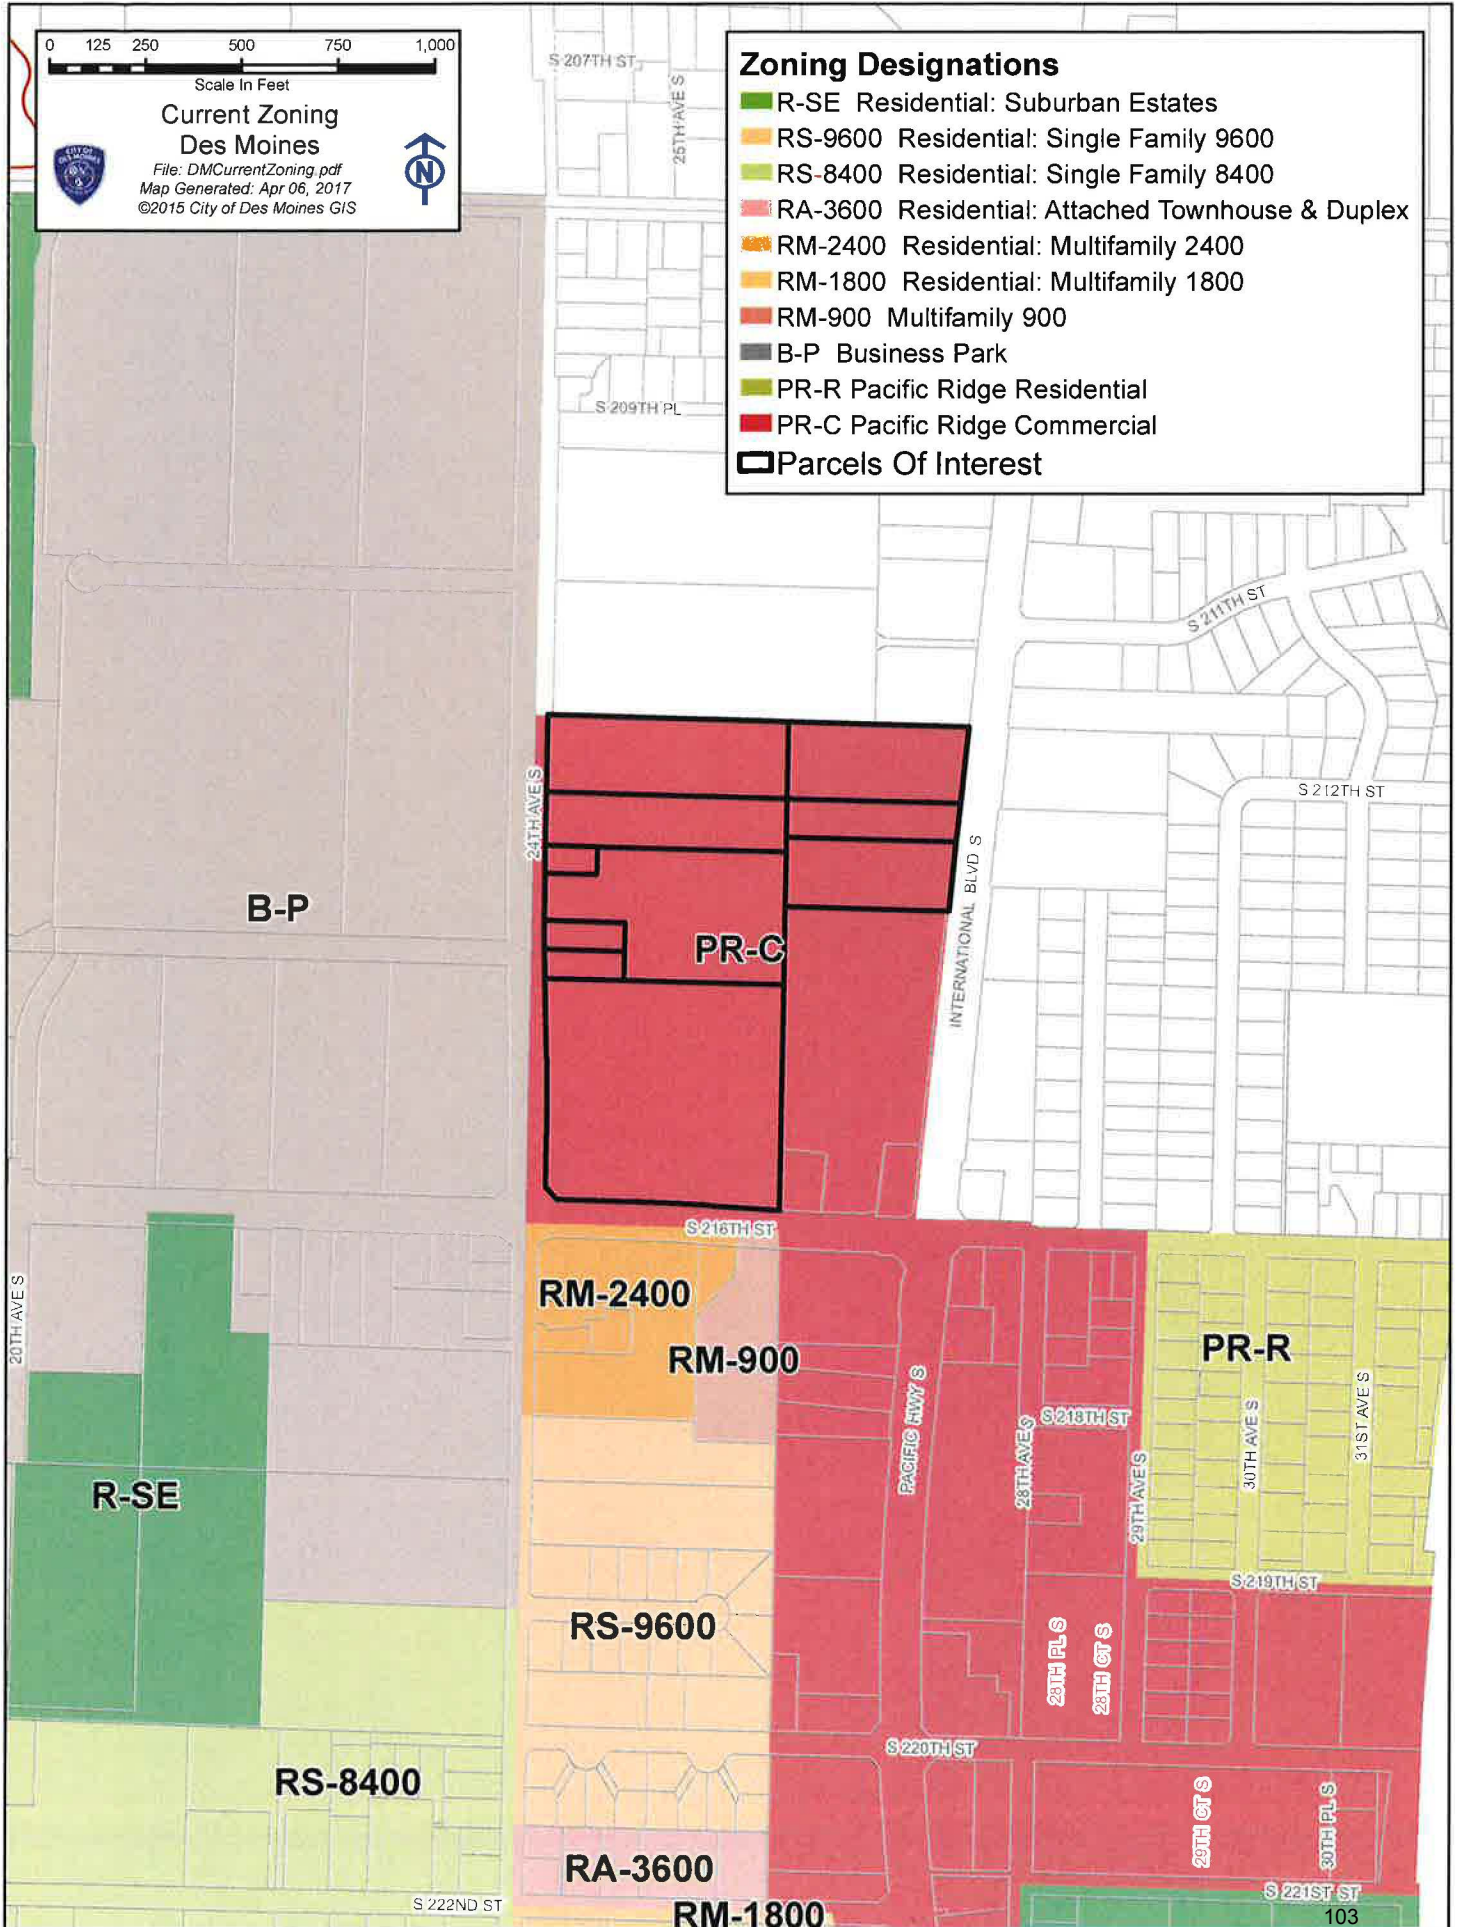 0 125 250 500 750 1,000
Scale In Feet
Current Zoning
Des Moines
File: DMCurrentZoning.pdf
Map Generated: Apr 06, 2017
©2015 City of Des Moines GIS
CITY OF
DES MOINES
N
Zoning Designations
R-SE Residential: Suburban Estates
RS-9600 Residential: Single Family 9600
RS-8400 Residential: Single Family 8400
RA-3600 Residential: Attached Townhouse & Duplex
RM-2400 Residential: Multifamily 2400
RM-1800 Residential: Multifamily 1800
RM-900 Multifamily 900
B-P Business Park
PR-R Pacific Ridge Residential
PR-C Pacific Ridge Commercial
Parcels Of Interest
S 207TH ST
25TH AVE S
S 209TH PL
S 211TH ST
S 212TH ST
24TH AVE S
INTERNATIONAL BLVD S
B-P
PR-C
S 216TH ST
20TH AVE S
RM-2400
RM-900
PR-R
PACIFIC HWY S
28TH AVE S
S 218TH ST
29TH AVE S
30TH AVE S
31ST AVE S
R-SE
S 219TH ST
RS-9600
28TH PL S
28TH CT S
S 220TH ST
RS-8400
29TH CT S
30TH PL S
RA-3600
S 221ST ST
S 222ND ST
RM-1800
103